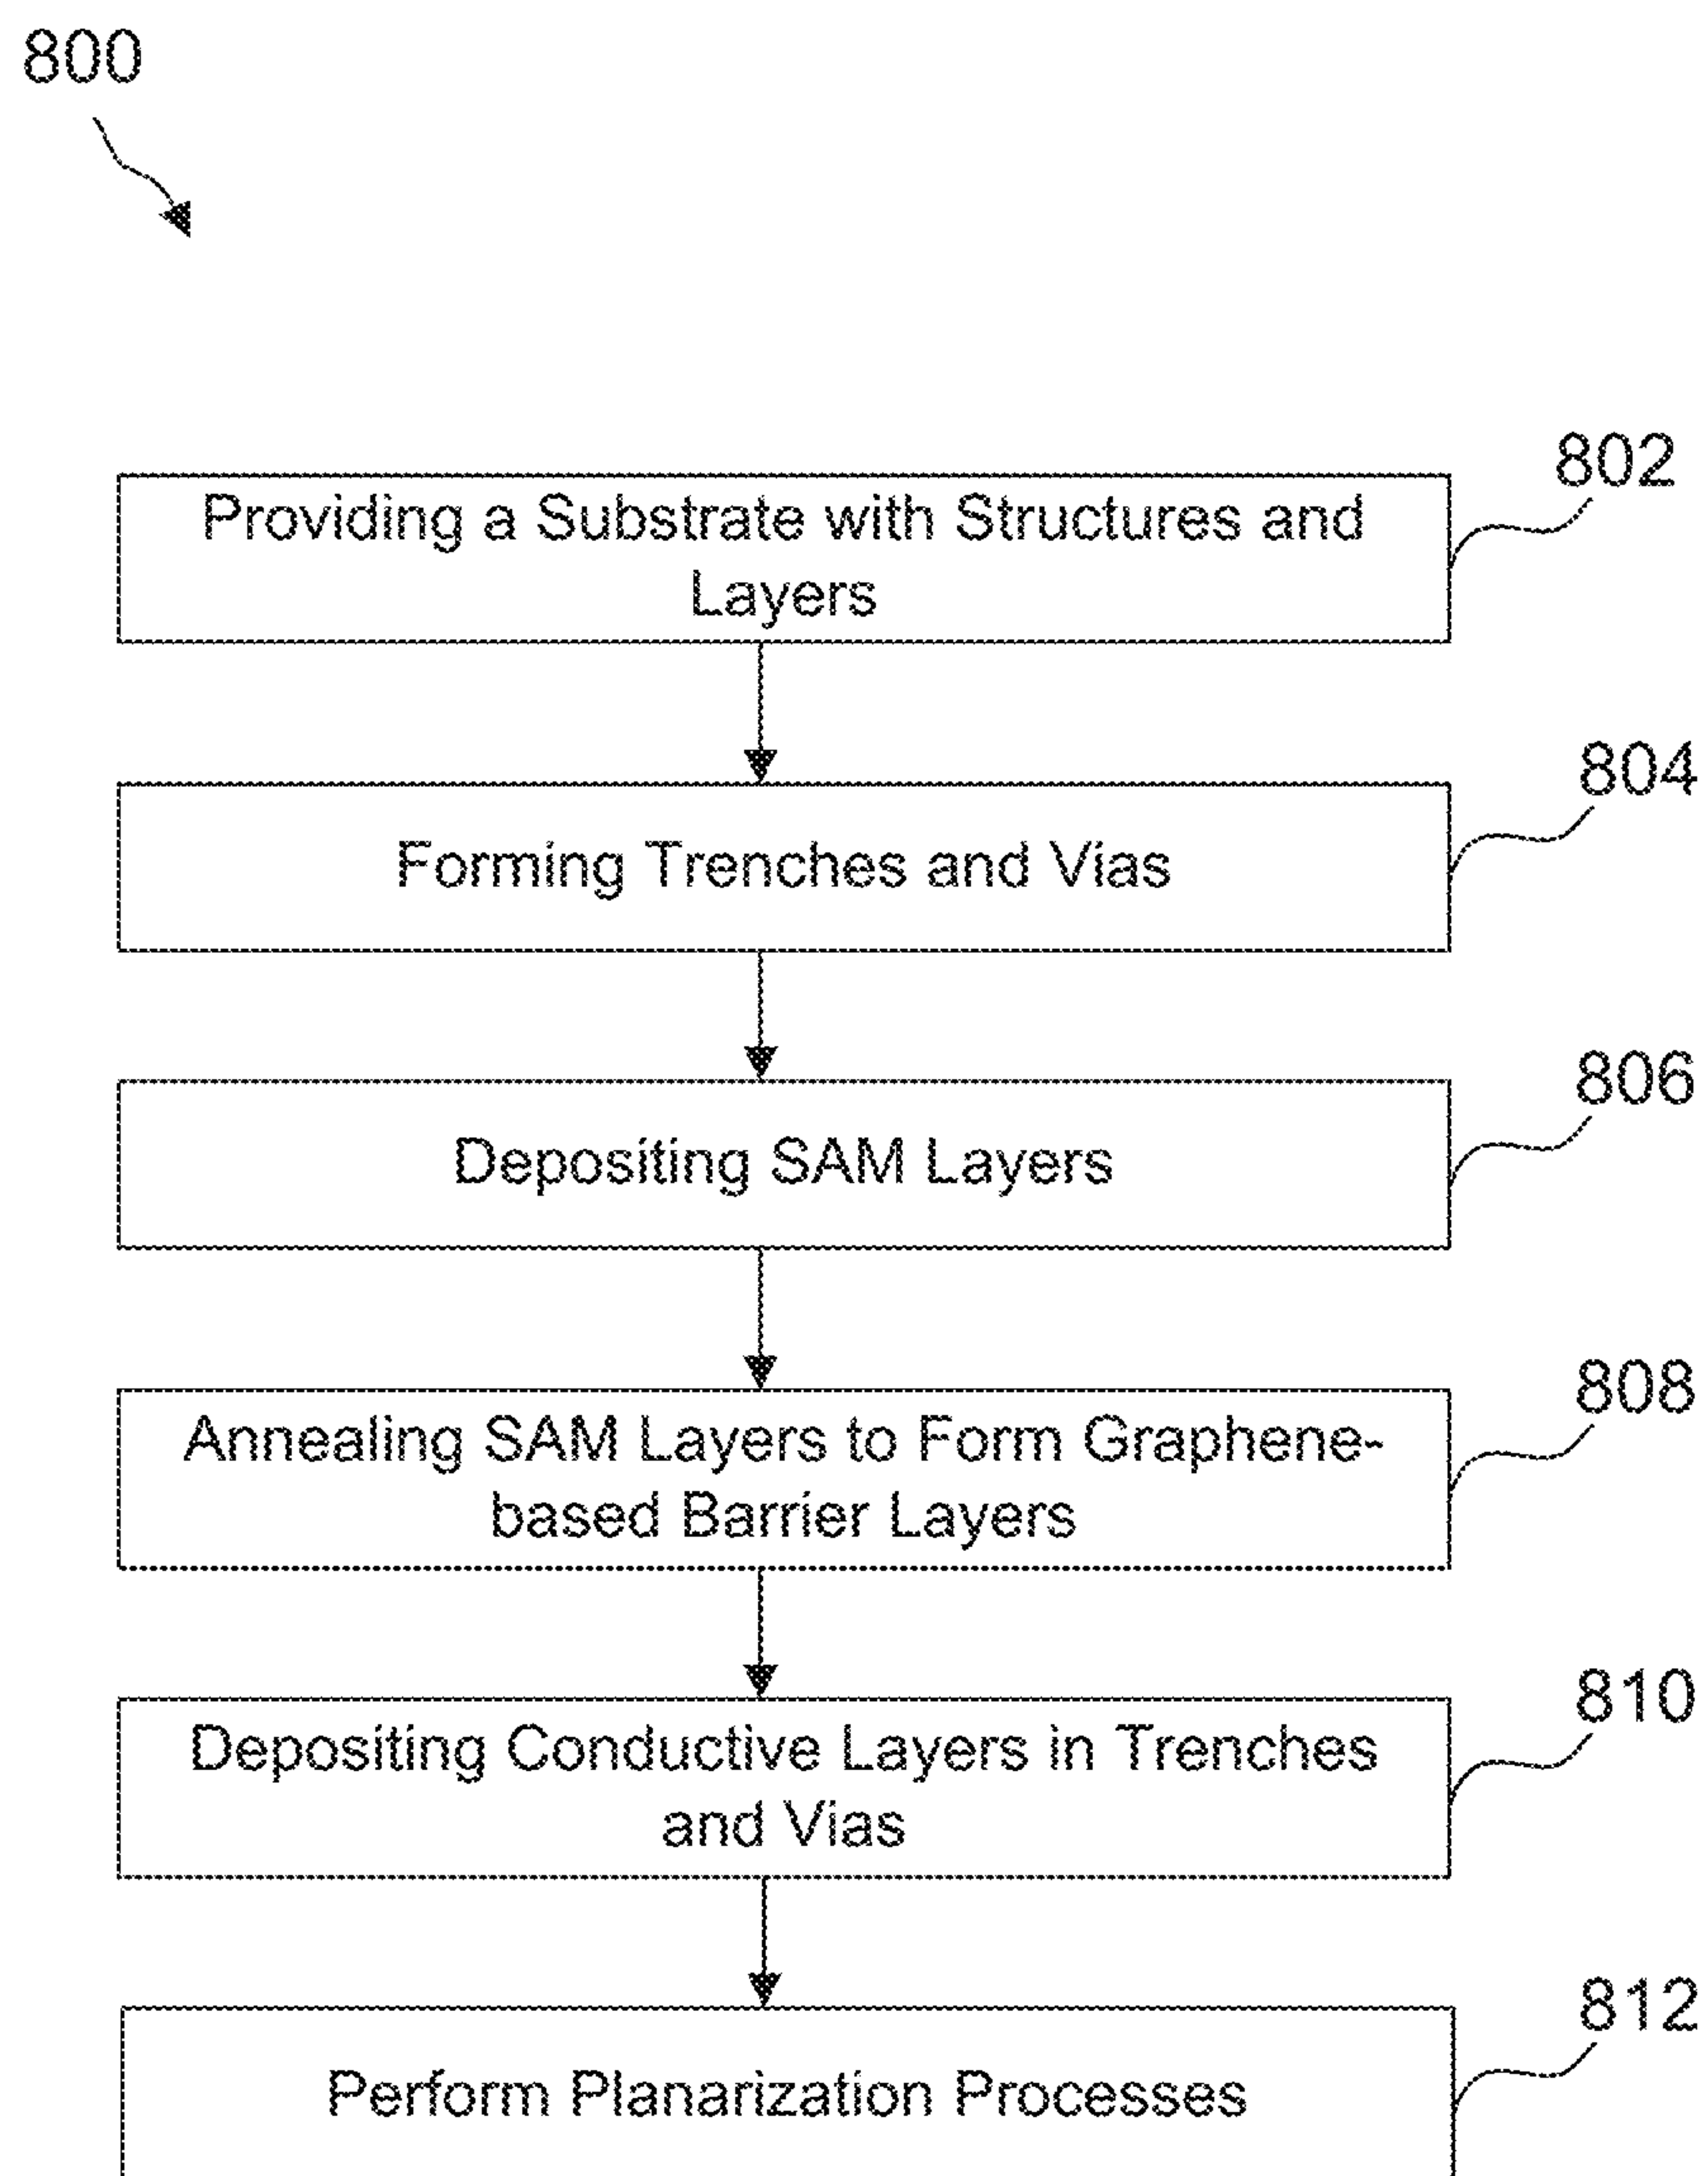 800
802
Providing a Substrate with Structures and
Layers
804
Forming Trenches and Vias
806
Depositing SAM Layers
808
Annealing SAM Layers to Form Graphene-
based Barrier Layers
810
Depositing Conductive Layers in Trenches
and Vias
812
Perform Planarization Processes